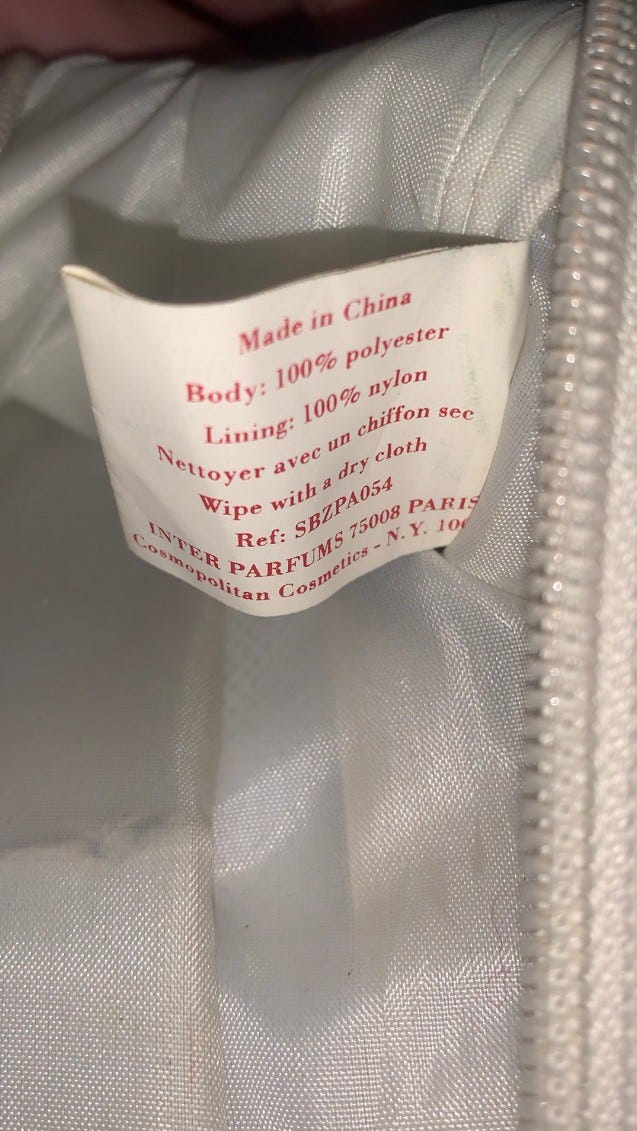 Made in China
Body: 100% polyester
Lining: 100% nylon
Nettoyer avec un chiffon sec
Wipe with a dry cloth
Ref: SBZPA054
INTER PARFUMS 75008 PARIS
Cosmopolitan Cosmetics - N.Y.